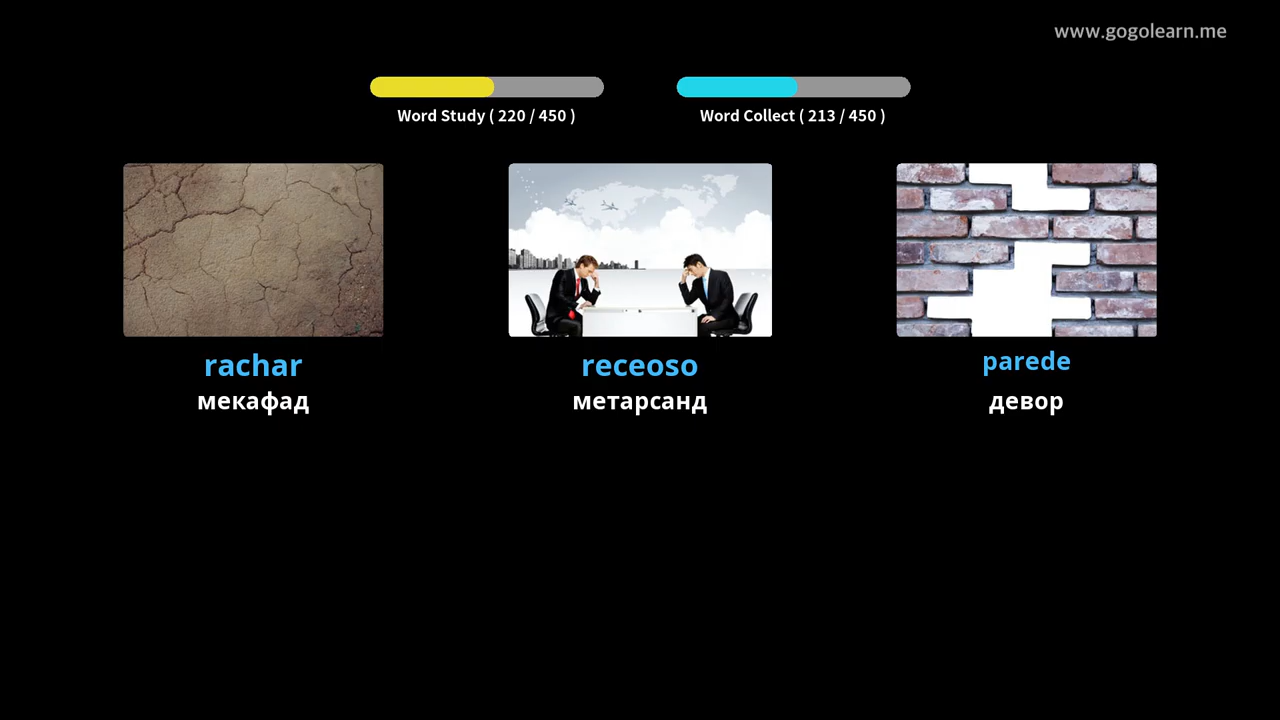 www.gogolearn.me
Word Study ( 220 / 450 )
Word Collect ( 213 / 450 )
rachar
мекафад
receoso
метарсанд
parede
девор